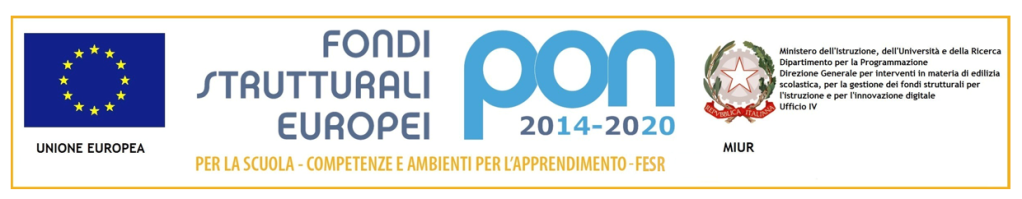 UNIONE EUROPEA
FONDI
STRUTTURALI
EUROPEI
pon
2014-2020
PER LA SCUOLA - COMPETENZE E AMBIENTI PER L'APPRENDIMENTO-FESR
REPVBBLICA ITALIANA
MIUR
Ministero dell'Istruzione, dell'Università e della Ricerca
Dipartimento per la Programmazione
Direzione Generale per interventi in materia di edilizia
scolastica, per la gestione dei fondi strutturali per
l'istruzione e per l'innovazione digitale
Ufficio IV